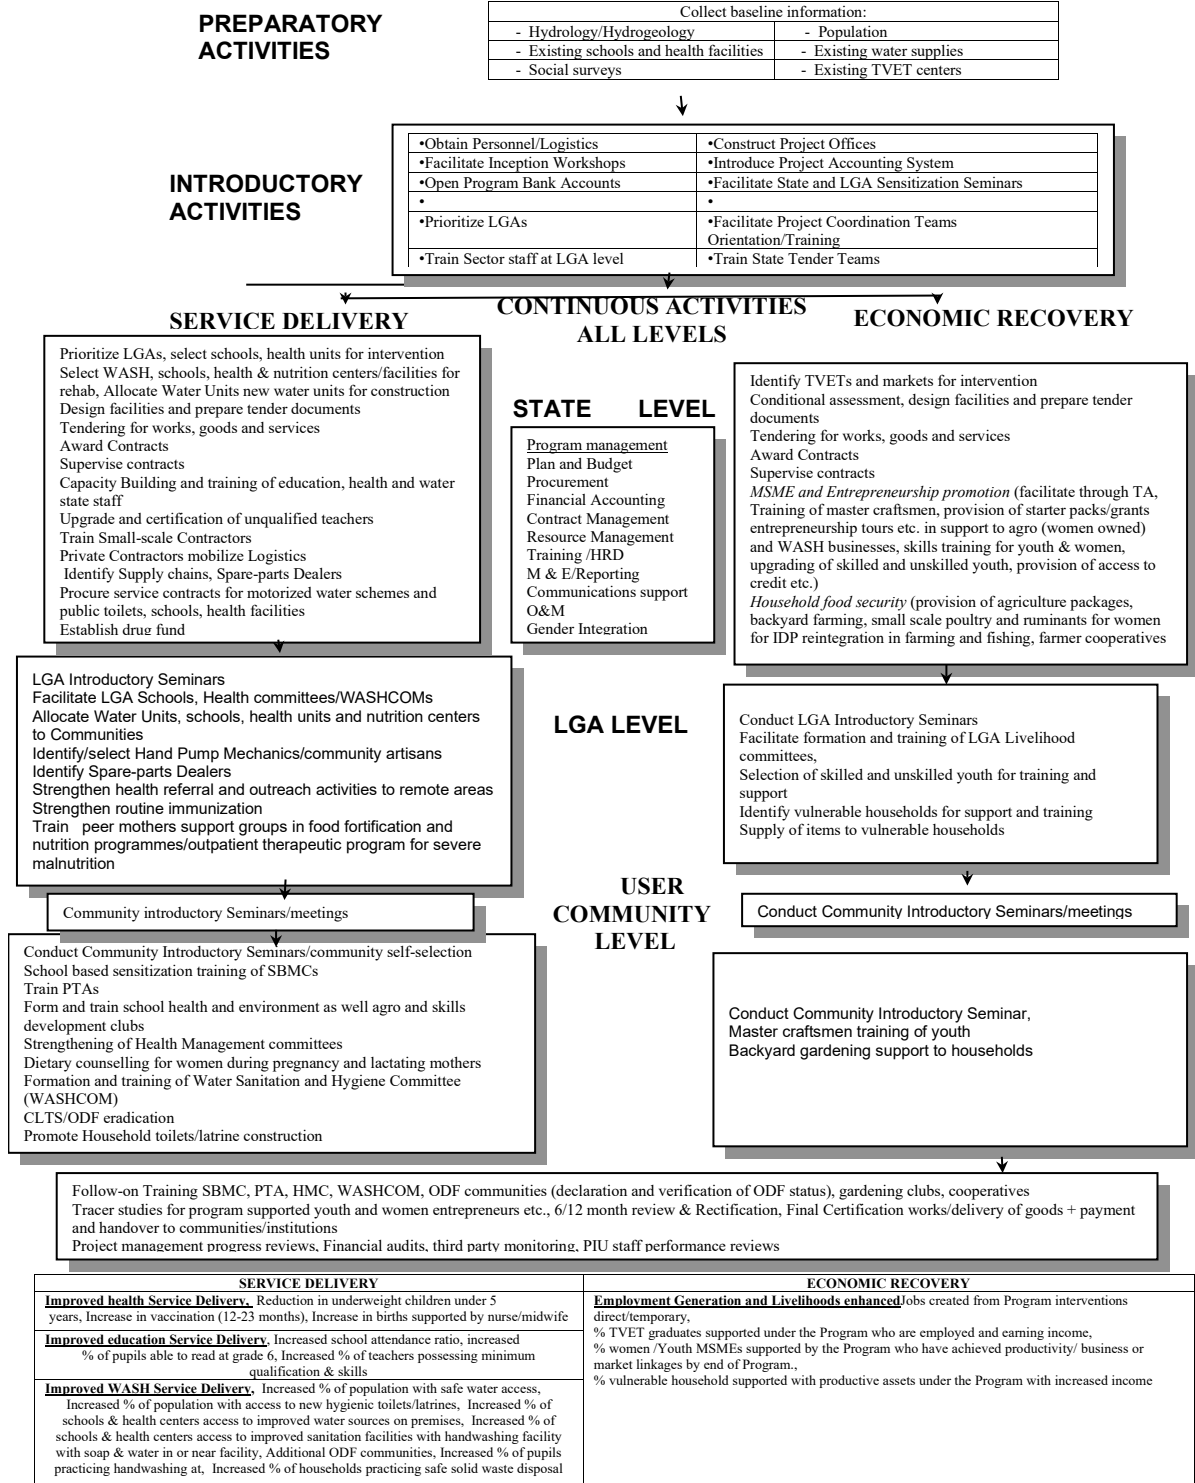 PREPARATORY
ACTIVITIES
Collect baseline information:
- Hydrology/Hydrogeology
- Population
- Existing schools and health facilities
- Existing water supplies
- Social surveys
- Existing TVET centers
INTRODUCTORY
ACTIVITIES
•Obtain Personnel/Logistics
•Construct Project Offices
•Facilitate Inception Workshops
•Introduce Project Accounting System
•Open Program Bank Accounts
•Facilitate State and LGA Sensitization Seminars
•
•
•Prioritize LGAs
•Facilitate Project Coordination Teams
Orientation/Training
•Train Sector staff at LGA level
•Train State Tender Teams
SERVICE DELIVERY
CONTINUOUS ACTIVITIES
ALL LEVELS
ECONOMIC RECOVERY
Prioritize LGAs, select schools, health units for intervention
Select WASH, schools, health & nutrition centers/facilities for
rehab, Allocate Water Units new water units for construction
Design facilities and prepare tender documents
Tendering for works, goods and services
Award Contracts
Supervise contracts
Capacity Building and training of education, health and water
state staff
Upgrade and certification of unqualified teachers
Train Small-scale Contractors
Private Contractors mobilize Logistics
Identify Supply chains, Spare-parts Dealers
Procure service contracts for motorized water schemes and
public toilets, schools, health facilities
Establish drug fund
STATE LEVEL
Program management
Plan and Budget
Procurement
Financial Accounting
Contract Management
Resource Management
Training /HRD
M & E/Reporting
Communications support
O&M
Gender Integration
Identify TVETs and markets for intervention
Conditional assessment, design facilities and prepare tender
documents
Tendering for works, goods and services
Award Contracts
Supervise contracts
MSME and Entrepreneurship promotion (facilitate through TA,
Training of master craftsmen, provision of starter packs/grants
entrepreneurship tours etc. in support to agro (women owned)
and WASH businesses, skills training for youth & women,
upgrading of skilled and unskilled youth, provision of access to
credit etc.)
Household food security (provision of agriculture packages,
backyard farming, small scale poultry and ruminants for women
for IDP reintegration in farming and fishing, farmer cooperatives
LGA Introductory Seminars
Facilitate LGA Schools, Health committees/WASHCOMs
Allocate Water Units, schools, health units and nutrition centers
to Communities
Identify/select Hand Pump Mechanics/community artisans
Identify Spare-parts Dealers
Strengthen health referral and outreach activities to remote areas
Strengthen routine immunization
Train peer mothers support groups in food fortification and
nutrition programmes/outpatient therapeutic program for severe
malnutrition
LGA LEVEL
Conduct LGA Introductory Seminars
Facilitate formation and training of LGA Livelihood
committees,
Selection of skilled and unskilled youth for training and
support
Identify vulnerable households for support and training
Supply of items to vulnerable households
USER
COMMUNITY
LEVEL
Community introductory Seminars/meetings
Conduct Community Introductory Seminars/meetings
Conduct Community Introductory Seminars/community self-selection
School based sensitization training of SBMCs
Train PTAs
Form and train school health and environment as well agro and skills
development clubs
Strengthening of Health Management committees
Dietary counselling for women during pregnancy and lactating mothers
Formation and training of Water Sanitation and Hygiene Committee
(WASHCOM)
CLTS/ODF eradication
Promote Household toilets/latrine construction
Conduct Community Introductory Seminar,
Master craftsmen training of youth
Backyard gardening support to households
Follow-on Training SBMC, PTA, HMC, WASHCOM, ODF communities (declaration and verification of ODF status), gardening clubs, cooperatives
Tracer studies for program supported youth and women entrepreneurs etc., 6/12 month review & Rectification, Final Certification works/delivery of goods + payment
and handover to communities/institutions
Project management progress reviews, Financial audits, third party monitoring, PIU staff performance reviews
SERVICE DELIVERY
Improved health Service Delivery, Reduction in underweight children under 5
years, Increase in vaccination (12-23 months), Increase in births supported by nurse/midwife
Improved education Service Delivery, Increased school attendance ratio, increased
% of pupils able to read at grade 6, Increased % of teachers possessing minimum
qualification & skills
Improved WASH Service Delivery, Increased % of population with safe water access,
Increased % of population with access to new hygienic toilets/latrines, Increased % of
schools & health centers access to improved water sources on premises, Increased % of
schools & health centers access to improved sanitation facilities with handwashing facility
with soap & water in or near facility, Additional ODF communities, Increased % of pupils
practicing handwashing at, Increased % of households practicing safe solid waste disposal
ECONOMIC RECOVERY
Employment Generation and Livelihoods enhancedJobs created from Program interventions
direct/temporary,
% TVET graduates supported under the Program who are employed and earning income,
% women /Youth MSMEs supported by the Program who have achieved productivity/ business or
market linkages by end of Program.,
% vulnerable household supported with productive assets under the Program with increased income